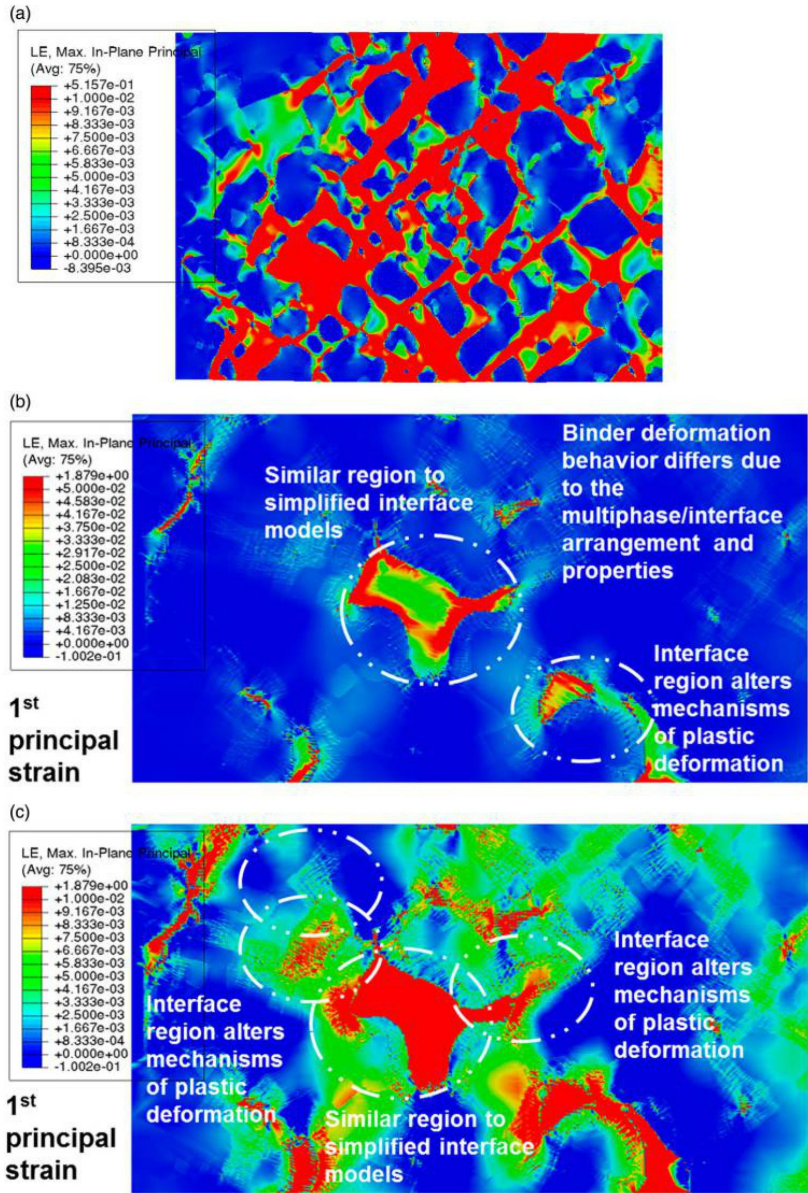 (a)
LE, Max. In-Plane Principal
(Avg: 75%)
+5.157e-01
+1.000e-02
+9.167e-03
+8.333e-03
+7.500e-03
+6.667e-03
+5.833e-03
+4.167e-03
+3.333e-03
+2.500e-03
+1.667e-03
+8.333e-04
+0.000e+00
-8.395e-03
(b)
LE, Max. In-Plane Principal
(Avg: 75%)
+1.879e+00
+5.000e-02
+4.583e-02
+4.167e-02
+3.750e-02
+3.333e-02
+2.917e-02
+2.500e-02
+2.083e-02
+1.667e-02
+1.250e-02
+8.333e-03
+4.167e-03
+0.000e+00
-1.002e-01
Similar region to
simplified interface
models
Binder deformation
behavior differs due
to the
multiphase/interface
arrangement and
properties
Interface
region alters
mechanisms
of plastic
deformation
1st
principal
strain
(c)
LE, Max. In-Plane Principal
(Avg: 75%)
+1.879e+00
+1.000e-02
+9.167e-03
+8.333e-03
+7.500e-03
+6.667e-03
+5.833e-03
+5.000e-03
+4.167e-03
+3.333e-03
+2.500e-03
+1.667e-03
+8.333e-04
+0.000e+00
-1.002e-01
Interface
region alters
mechanisms
of plastic
deformation
Interface
region alters
mechanisms
of plastic
deformation
Similar region to
simplified interface
models
1st
principal
strain